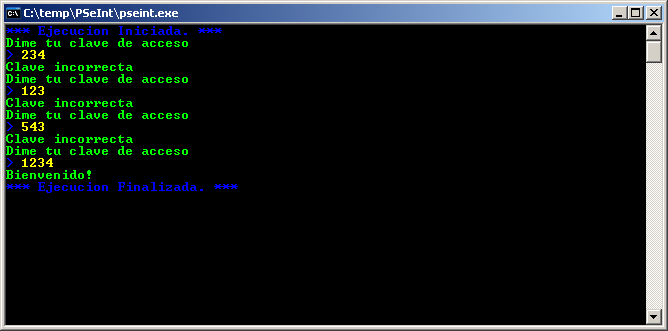 C:\temp\PSeInt\pseint.exe
*** Ejecucion Iniciada. ***
Dime tu clave de acceso
> 234
Clave incorrecta
Dime tu clave de acceso
> 123
Clave incorrecta
Dime tu clave de acceso
> 543
Clave incorrecta
Dime tu clave de acceso
> 1234
Bienvenido!
*** Ejecucion Finalizada. ***